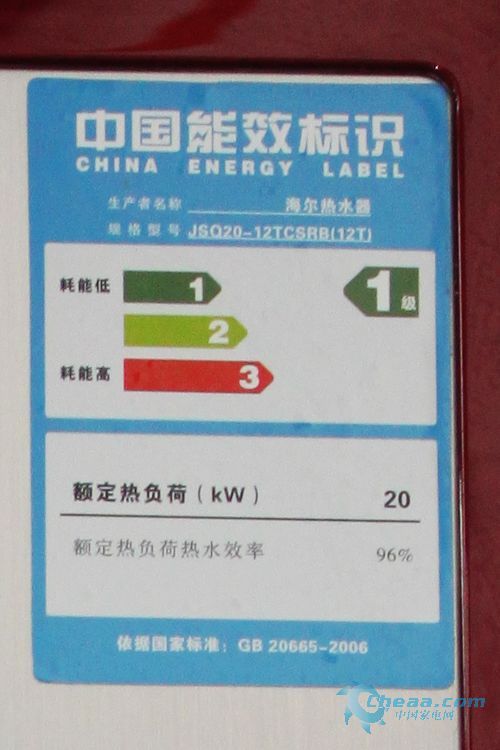 中国能效标识
CHINA ENERGY LABEL
生产者名称 海尔热水器
规格型号 JSQ20-12TCSRB(12T)
耗能低 1 1级
2
耗能高 3
额定热负荷(kW) 20
额定热负荷热水效率 96%
依据国家标准: GB 20665-2006
Cheaa.com
中国家电网